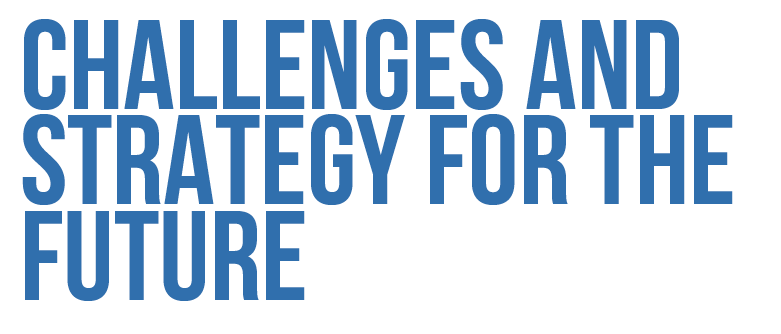 CHALLENGES AND
STRATEGY FOR THE
FUTURE